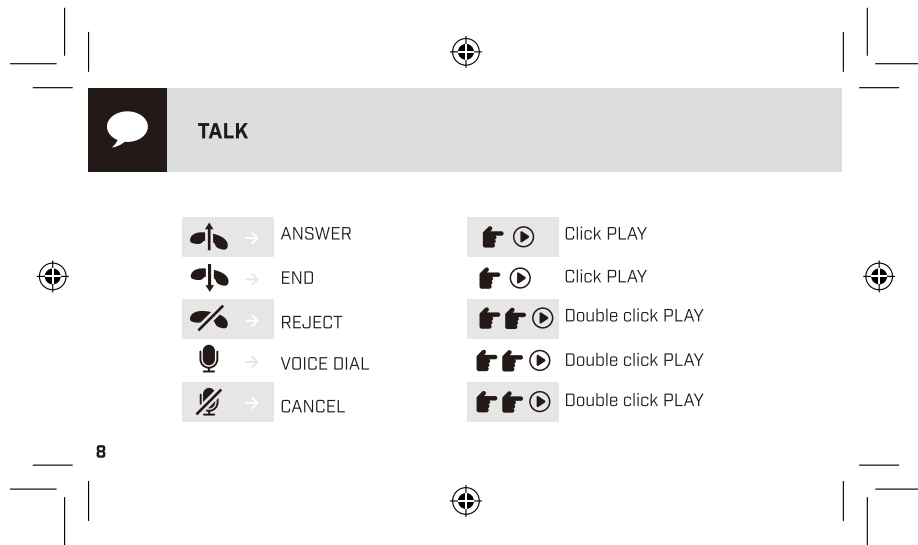 TALK
ANSWER Click PLAY
END Click PLAY
REJECT Double click PLAY
VOICE DIAL Double click PLAY
CANCEL Double click PLAY
8